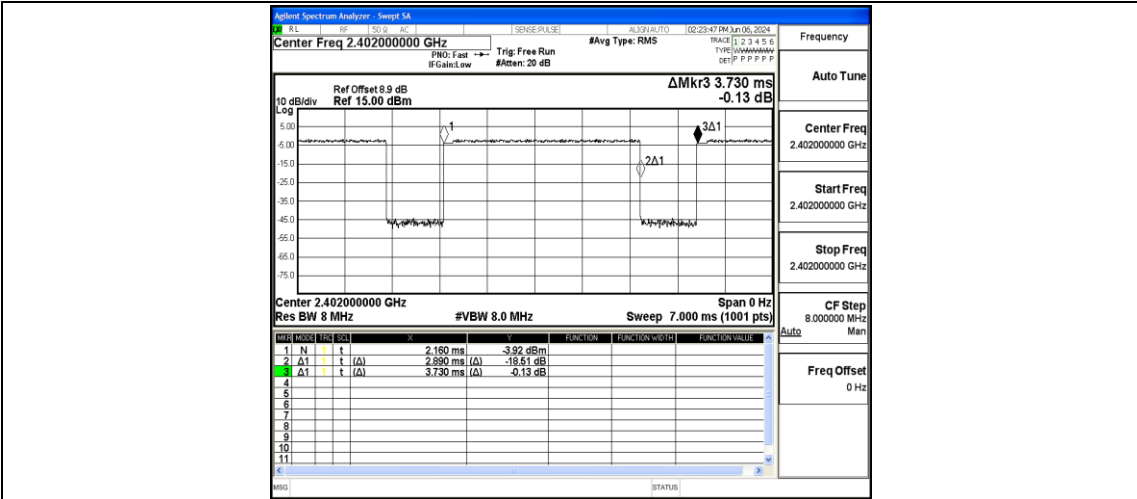 Agilent Spectrum Analyzer - Swept SA
RL RF 50 Ω AC SENSE:PULSE ALIGN AUTO 02:23:47 PM Jun 06, 2024
Center Freq 2.402000000 GHz #Avg Type: RMS TRACE 1 2 3 4 5 6
PNO: Fast Trig: Free Run TYPE WWWWWW
IFGain:Low #Atten: 20 dB DET P P P P P P
Frequency
Auto Tune
Center Freq
2.402000000 GHz
Start Freq
2.402000000 GHz
Stop Freq
2.402000000 GHz
CF Step
8.000000 MHz
Auto Man
Freq Offset
0 Hz
ΔMkr3 3.730 ms
-0.13 dB
Ref Offset 8.9 dB
10 dB/div Ref 15.00 dBm
Log
5.00
-5.00
-15.0
-25.0
-35.0
-45.0
-55.0
-65.0
-75.0
1
3Δ1
2Δ1
Center 2.402000000 GHz Span 0 Hz
Res BW 8 MHz #VBW 8.0 MHz Sweep 7.000 ms (1001 pts)
MKR MODE TRC SCL X Y FUNCTION FUNCTION WIDTH FUNCTION VALUE
1 N 1 t 2.160 ms -3.92 dBm
2 Δ1 1 t (Δ) 2.890 ms (Δ) -18.51 dB
3 Δ1 1 t (Δ) 3.730 ms (Δ) -0.13 dB
4
5
6
7
8
9
10
11
MSG STATUS